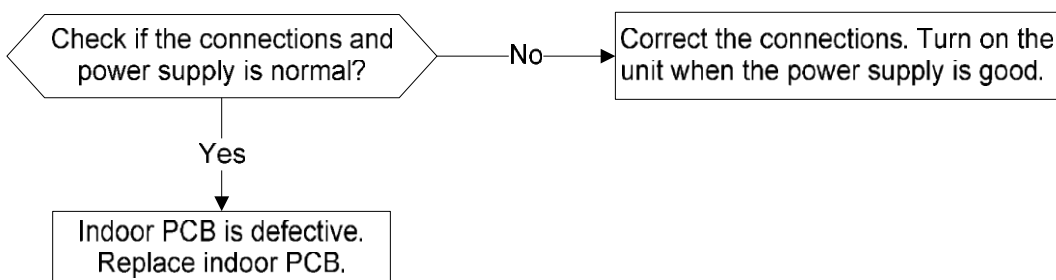 Check if the connections and
power supply is normal?
No
Correct the connections. Turn on the
unit when the power supply is good.
Yes
Indoor PCB is defective.
Replace indoor PCB.